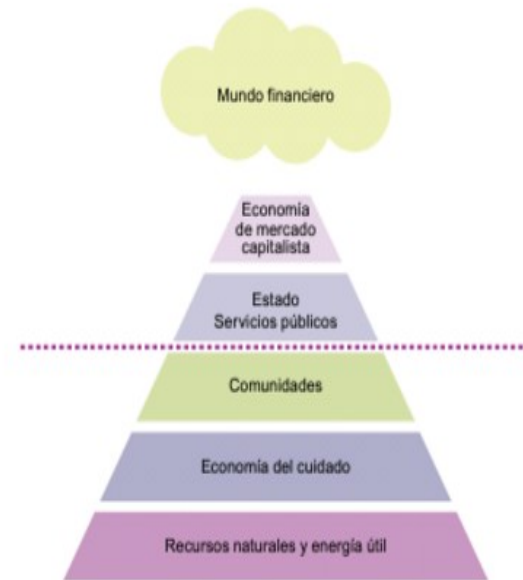 Mundo financiero
Economía
de mercado
capitalista
Estado
Servicios públicos
Comunidades
Economía del cuidado
Recursos naturales y energía útil